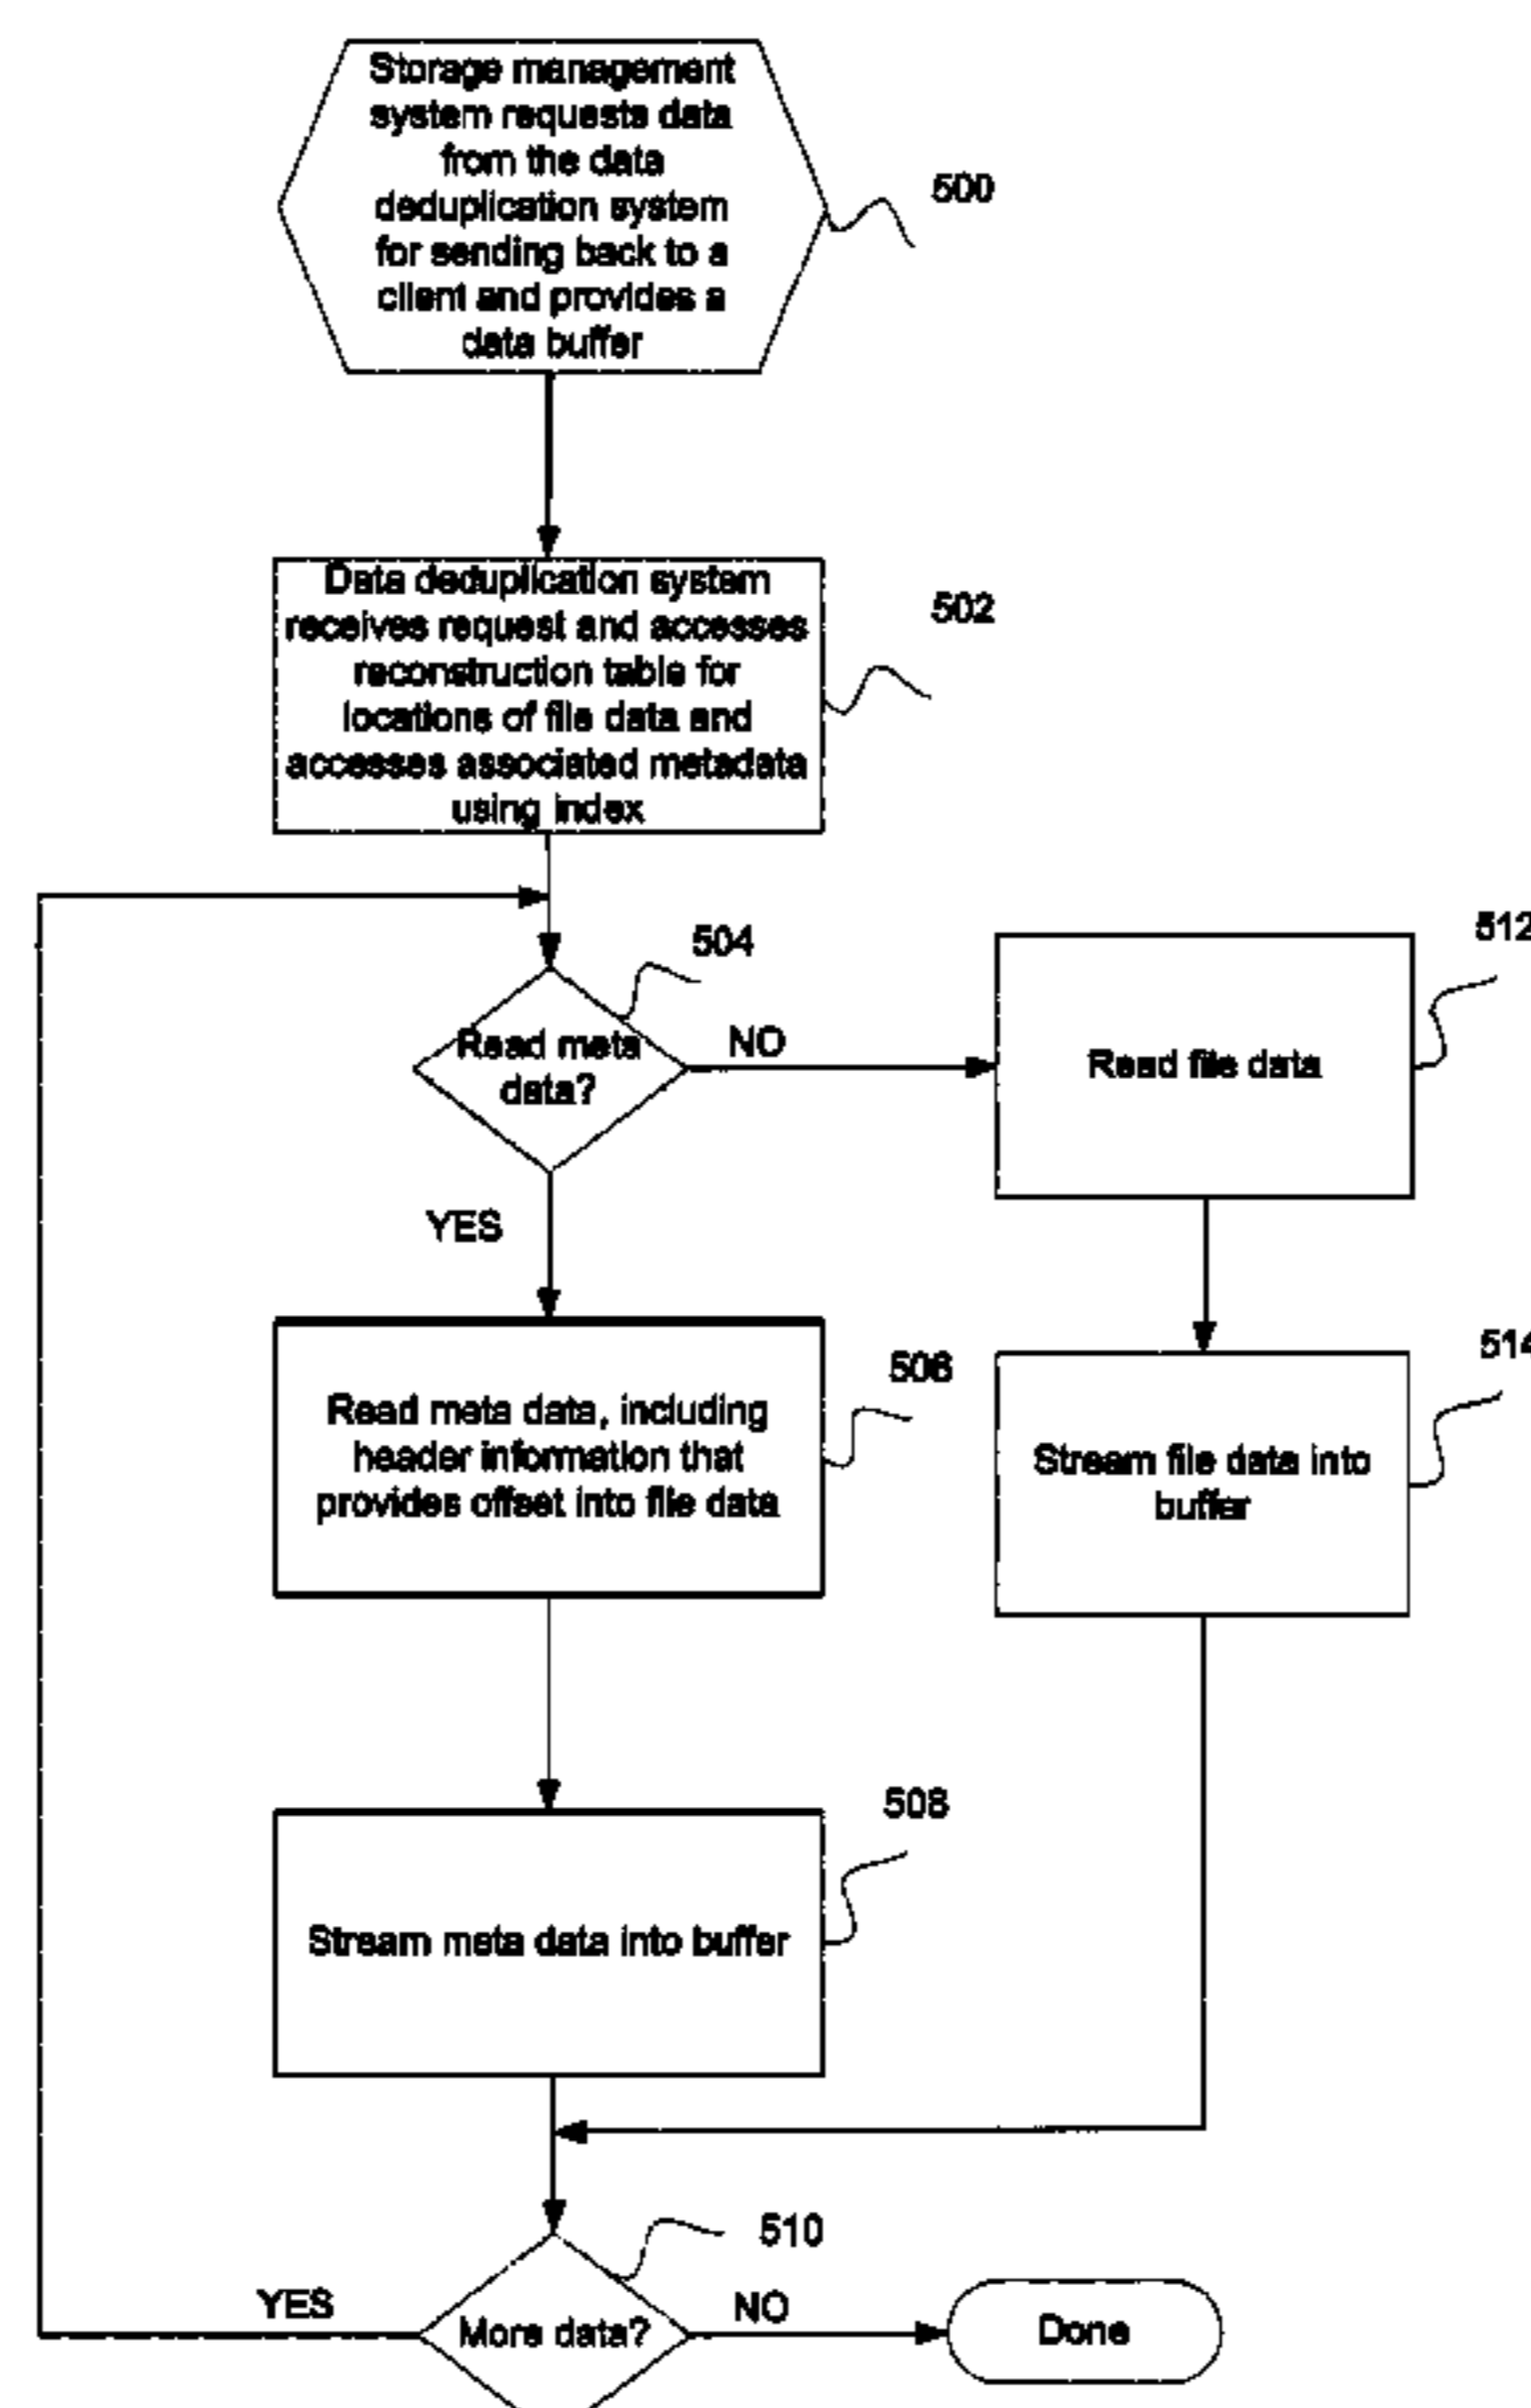 Storage management
system requests data
from the data
deduplication system
for sending back to a
client and provides a
data buffer
500
Data deduplication system
receives request and accesses
reconstruction table for
locations of file data and
accesses associated metadata
using index
502
504
Read meta
data?
NO
512
Read file data
YES
506
Read meta data, including
header information that
provides offset into file data
514
Stream file data into
buffer
508
Stream meta data into buffer
510
More data?
YES
NO
Done